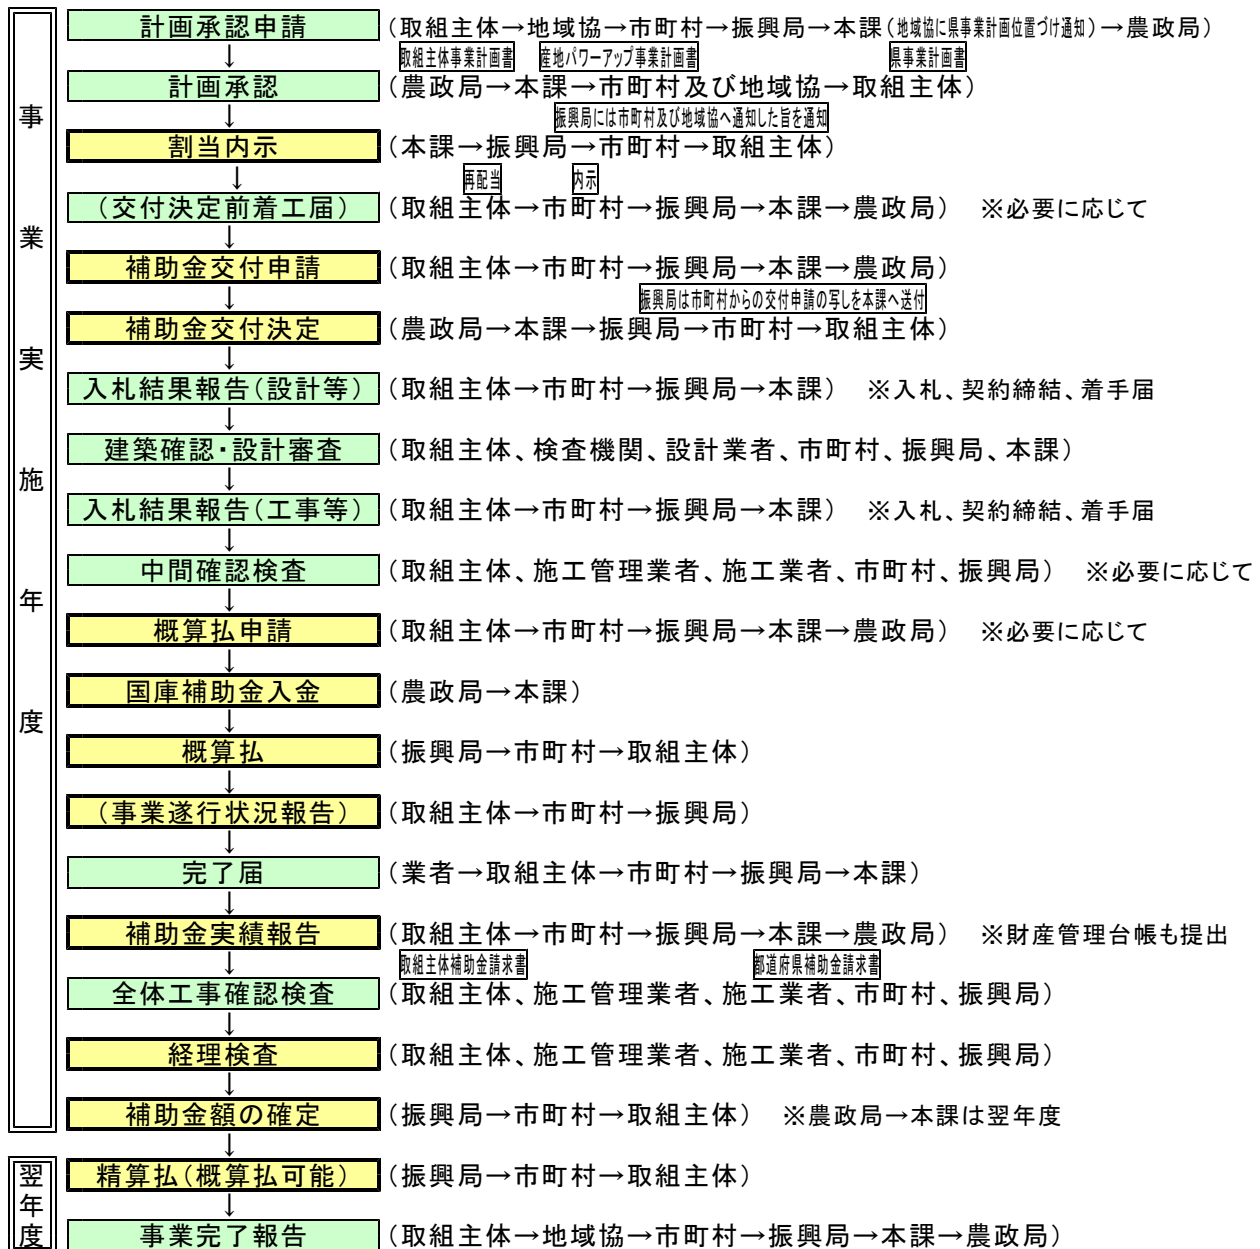 事業実施年度
計画承認申請 （取組主体→地域協→市町村→振興局→本課（地域協に県事業計画位置づけ通知）→農政局）
↓ 取組主体事業計画書 産地パワーアップ事業計画書 県事業計画書
計画承認 （農政局→本課→市町村及び地域協→取組主体）
↓ 振興局には市町村及び地域協へ通知した旨を通知
割当内示 （本課→振興局→市町村→取組主体）
↓ 再配当 内示
（交付決定前着工届） （取組主体→市町村→振興局→本課→農政局） ※必要に応じて
↓
補助金交付申請 （取組主体→市町村→振興局→本課→農政局）
↓ 振興局は市町村からの交付申請の写しを本課へ送付
補助金交付決定 （農政局→本課→振興局→市町村→取組主体）
↓
入札結果報告（設計等） （取組主体→市町村→振興局→本課） ※入札、契約締結、着手届
↓
建築確認・設計審査 （取組主体、検査機関、設計業者、市町村、振興局、本課）
↓
入札結果報告（工事等） （取組主体→市町村→振興局→本課） ※入札、契約締結、着手届
↓
中間確認検査 （取組主体、施工管理業者、施工業者、市町村、振興局） ※必要に応じて
↓
概算払申請 （取組主体→市町村→振興局→本課→農政局） ※必要に応じて
↓
国庫補助金入金 （農政局→本課）
↓
概算払 （振興局→市町村→取組主体）
↓
（事業遂行状況報告） （取組主体→市町村→振興局）
↓
完了届 （業者→取組主体→市町村→振興局→本課）
↓
補助金実績報告 （取組主体→市町村→振興局→本課→農政局） ※財産管理台帳も提出
↓ 取組主体補助金請求書 都道府県補助金請求書
全体工事確認検査 （取組主体、施工管理業者、施工業者、市町村、振興局）
↓
経理検査 （取組主体、施工管理業者、施工業者、市町村、振興局）
↓
補助金額の確定 （振興局→市町村→取組主体） ※農政局→本課は翌年度
↓
翌年度
精算払（概算払可能） （振興局→市町村→取組主体）
↓
事業完了報告 （取組主体→地域協→市町村→振興局→本課→農政局）